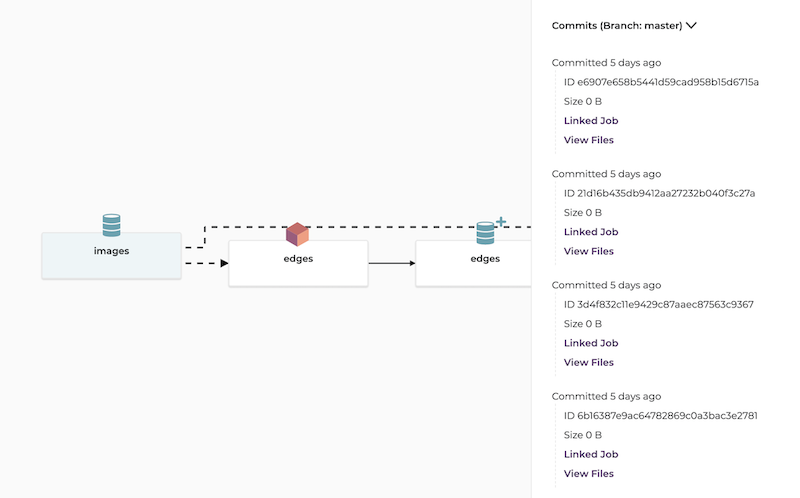 images
edges
edges
Commits (Branch: master)
Committed 5 days ago
ID e6907e658b5441d59cad958b15d6715a
Size 0 B
Linked Job
View Files
Committed 5 days ago
ID 21d16b435db9412aa27232b040f3c27a
Size 0 B
Linked Job
View Files
Committed 5 days ago
ID 3d4f832c11e9429c87aaec87563c9367
Size 0 B
Linked Job
View Files
Committed 5 days ago
ID 6b16387e9ac64782869c0a3bac3e2781
Size 0 B
Linked Job
View Files